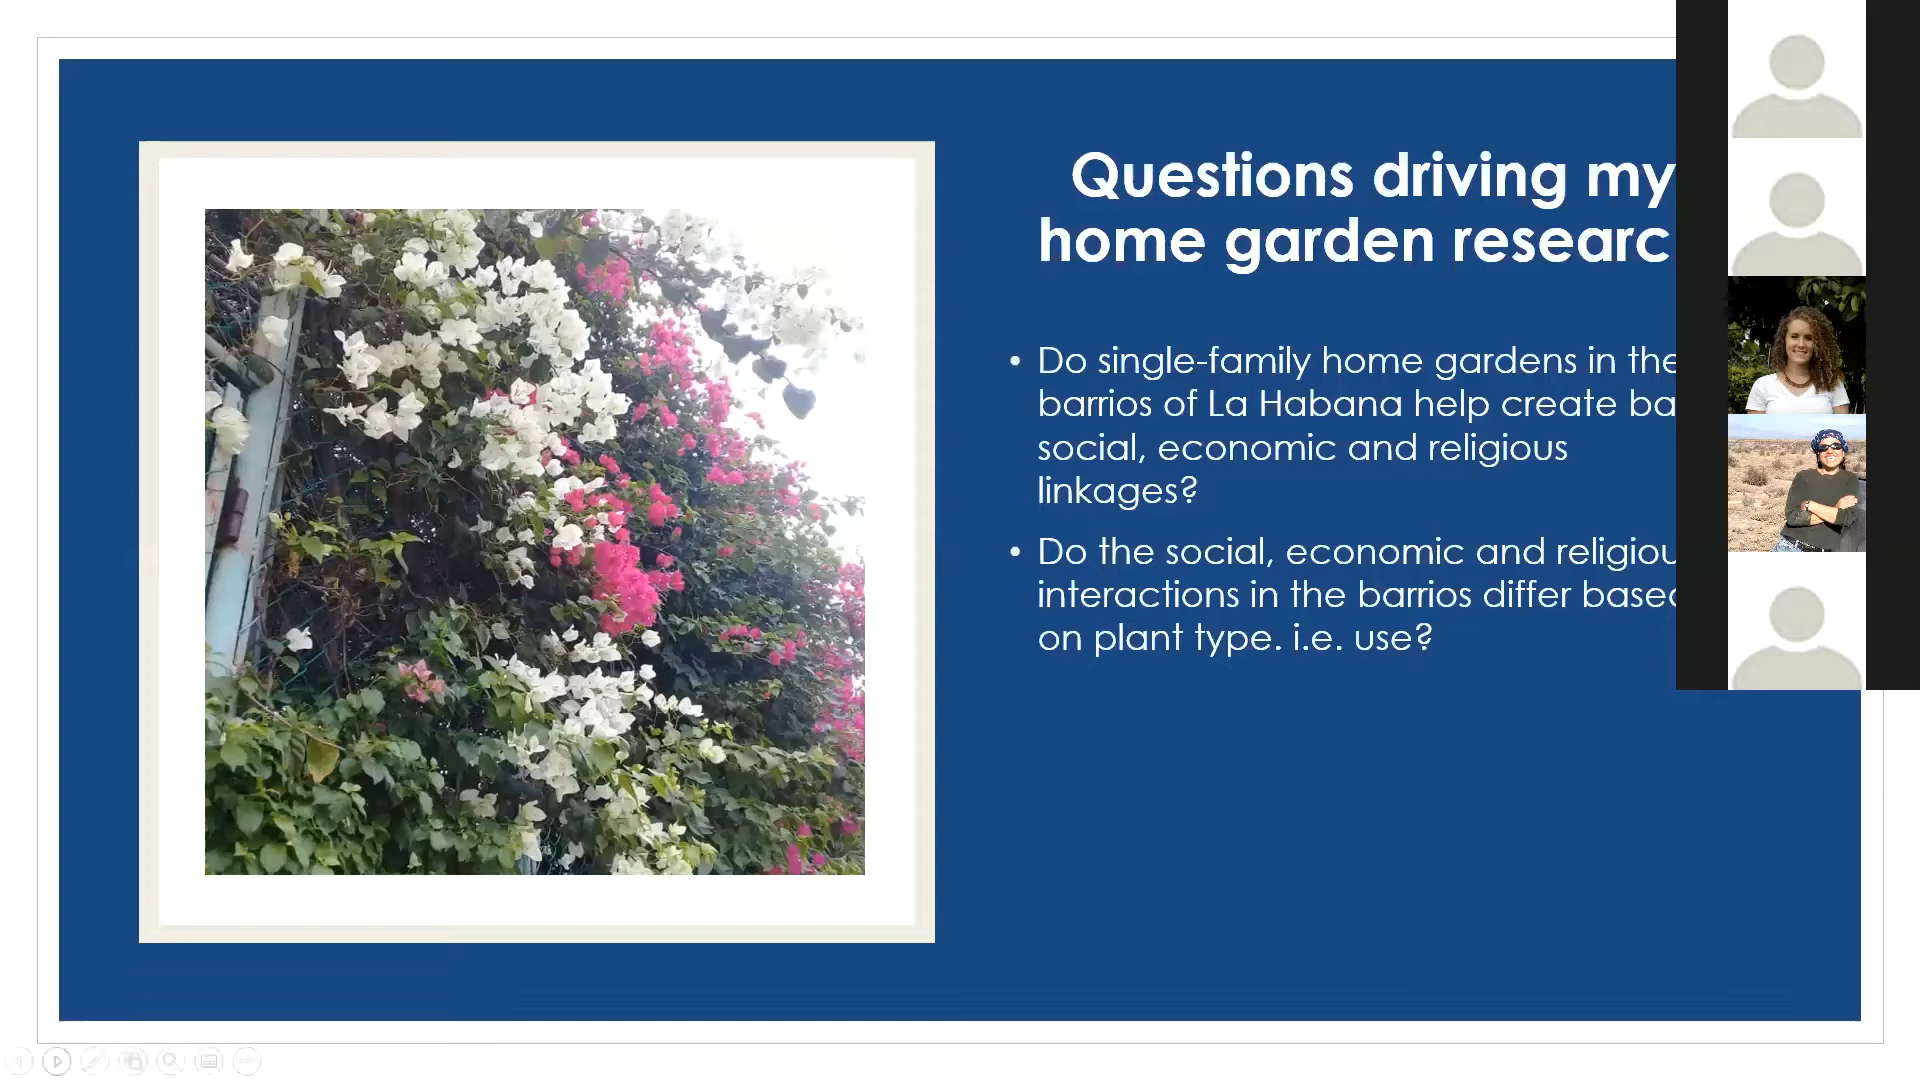 Questions driving my
home garden researc
• Do single-family home gardens in the
barrios of La Habana help create ba
social, economic and religious
linkages?
• Do the social, economic and religiou
interactions in the barrios differ based
on plant type. i.e. use?